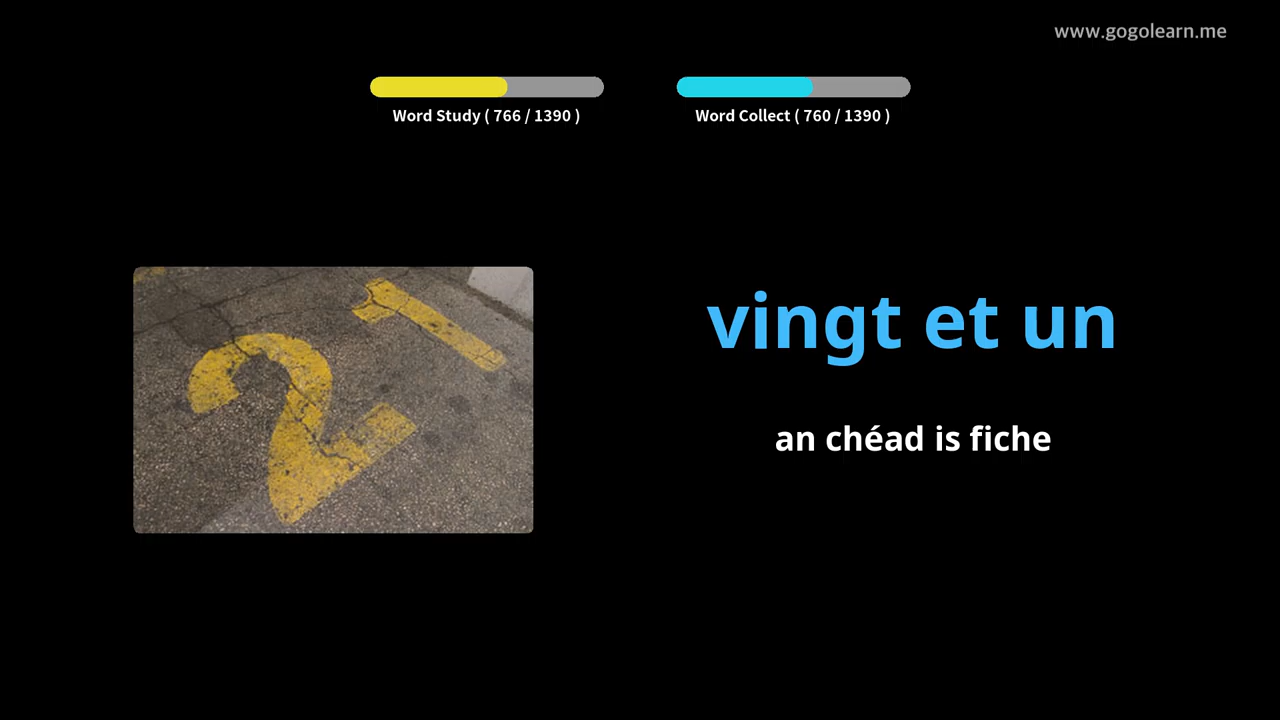 www.gogolearn.me
Word Study ( 766 / 1390 )
Word Collect ( 760 / 1390 )
21
vingt et un
an chéad is fiche